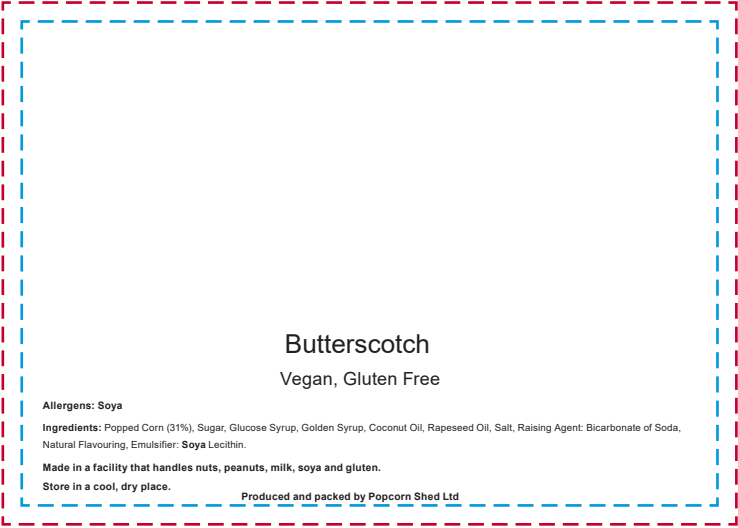 Butterscotch
Vegan, Gluten Free
Allergens: Soya
Ingredients: Popped Corn (31%), Sugar, Glucose Syrup, Golden Syrup, Coconut Oil, Rapeseed Oil, Salt, Raising Agent: Bicarbonate of Soda,
Natural Flavouring, Emulsifier: Soya Lecithin.
Made in a facility that handles nuts, peanuts, milk, soya and gluten.
Store in a cool, dry place.
Produced and packed by Popcorn Shed Ltd